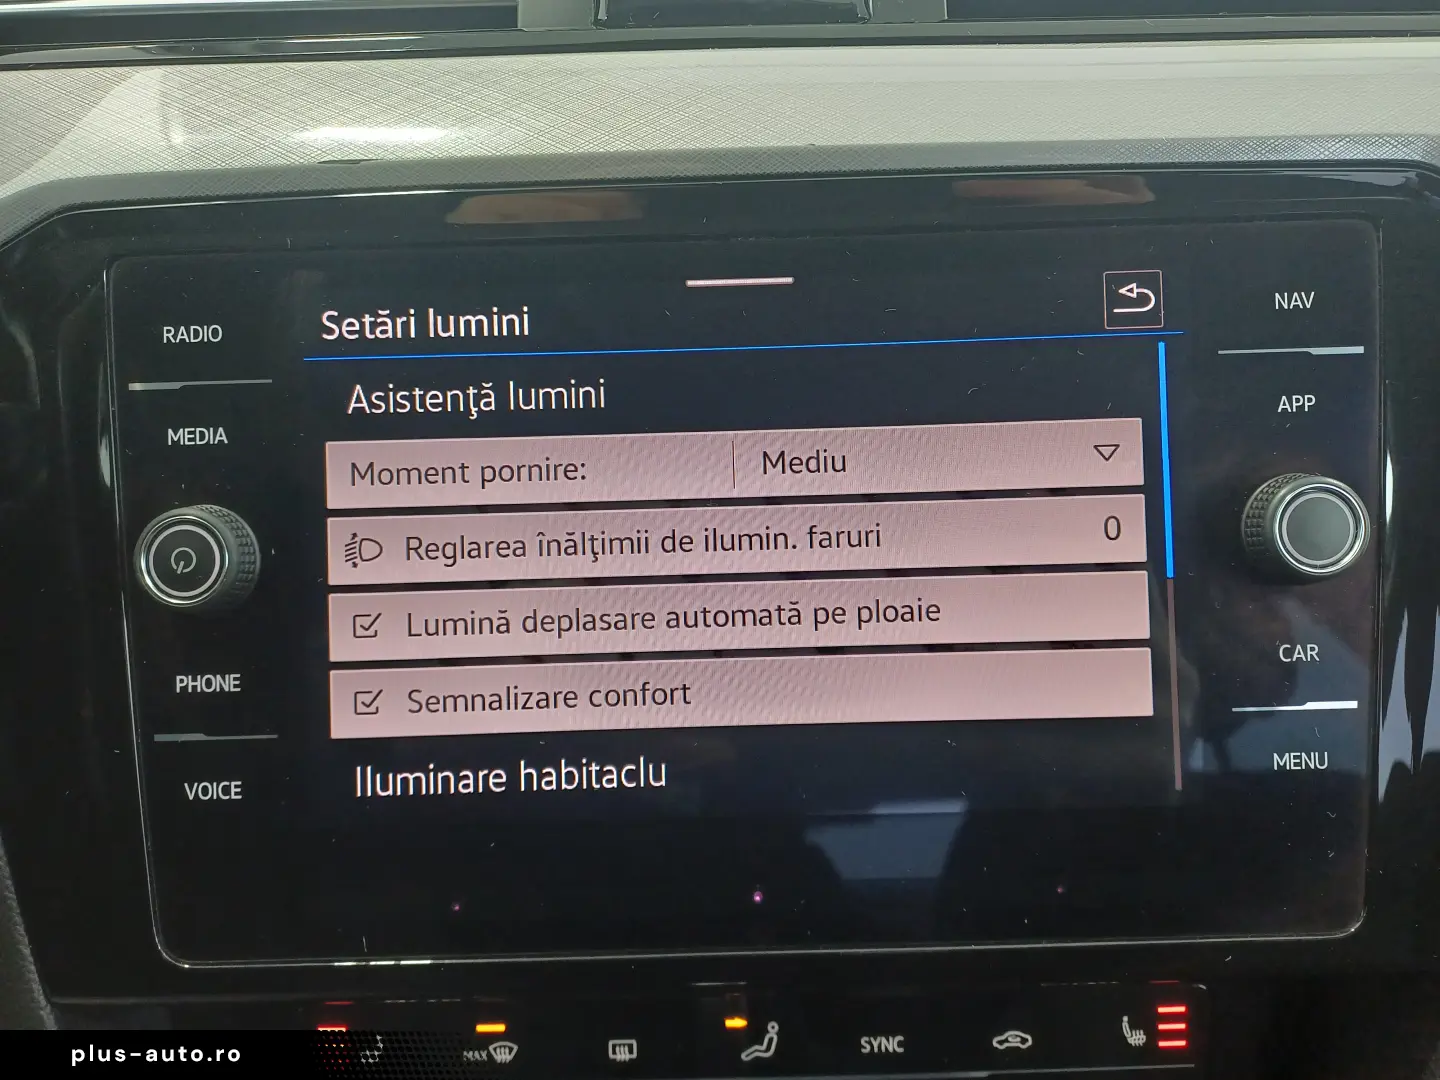 RADIO
MEDIA
PHONE
VOICE
Setări lumini
Asistenţă lumini
Moment pornire: Mediu
Reglarea înălţimii de ilumin. faruri 0
Lumină deplasare automată pe ploaie
Semnalizare confort
Iluminare habitaclu
NAV
APP
CAR
MENU
MAX
SYNC
plus-auto.ro